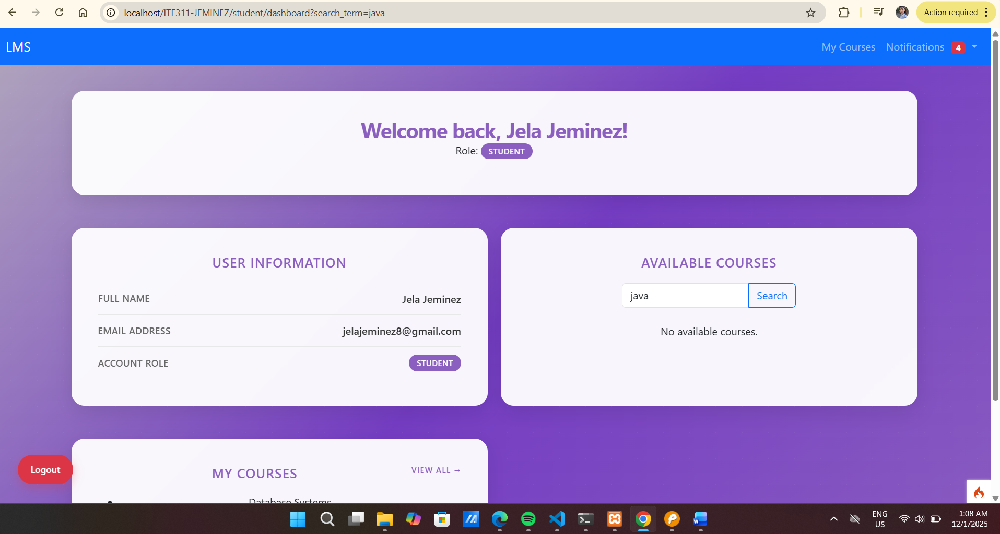 localhost/ITE311-JEMINEZ/student/dashboard?search_term=java
Action required
LMS
My Courses Notifications 4
Welcome back, Jela Jeminez!
Role: STUDENT
USER INFORMATION
FULL NAME Jela Jeminez
EMAIL ADDRESS jelajeminez8@gmail.com
ACCOUNT ROLE STUDENT
AVAILABLE COURSES
java Search
No available courses.
MY COURSES VIEW ALL →
Database Systems
Logout
ENG
US
1:08 AM
12/1/2025